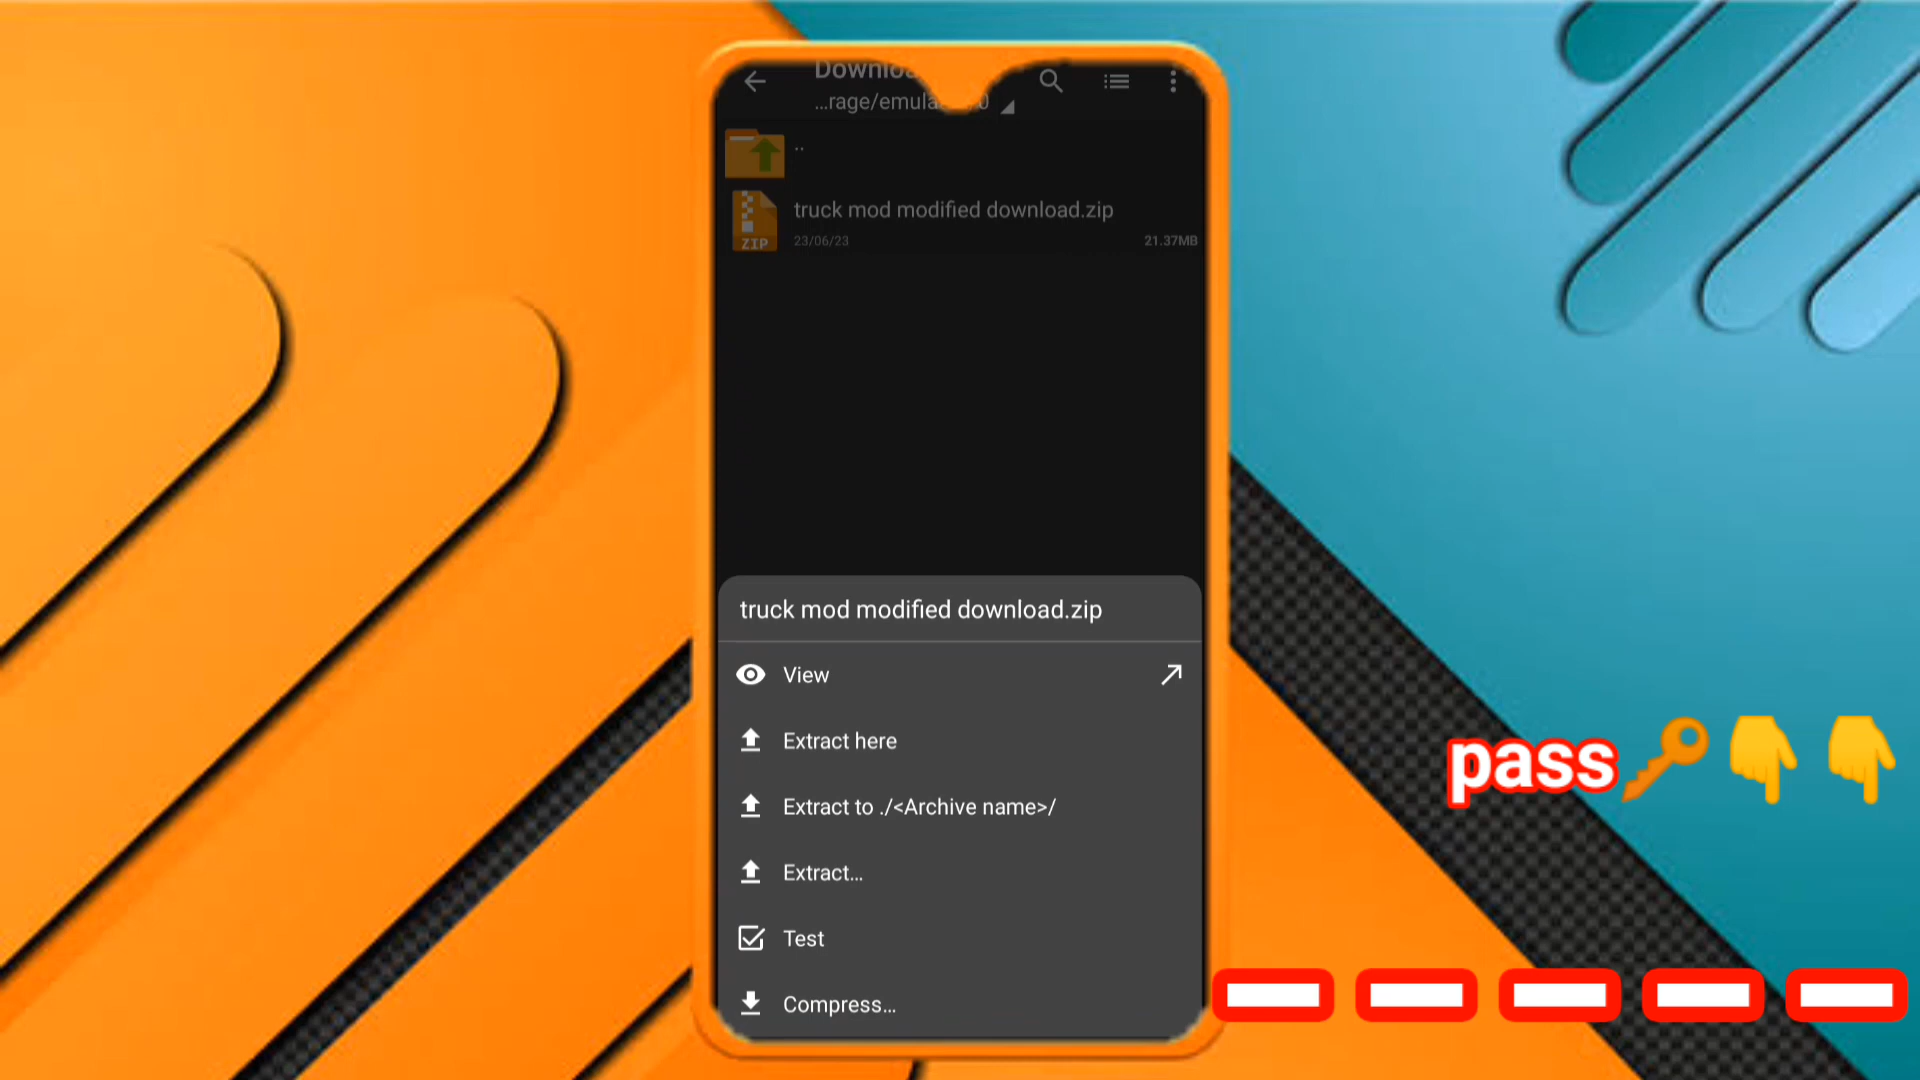 ...rage/emula
..
truck mod modified download.zip
ZIP
23/06/23
21.37MB
truck mod modified download.zip
View
Extract here
Extract to ./<Archive name>/
Extract...
Test
Compress...
pass🔑👇👇